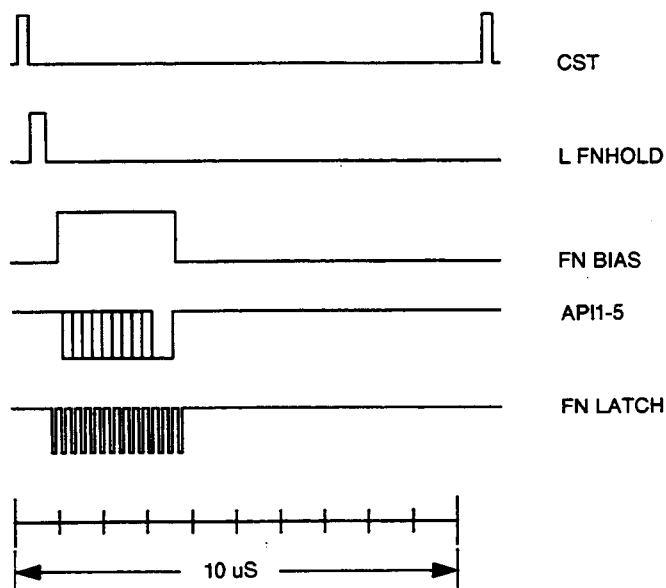 CST
L FNHOLD
FN BIAS
API1-5
FN LATCH
10 uS